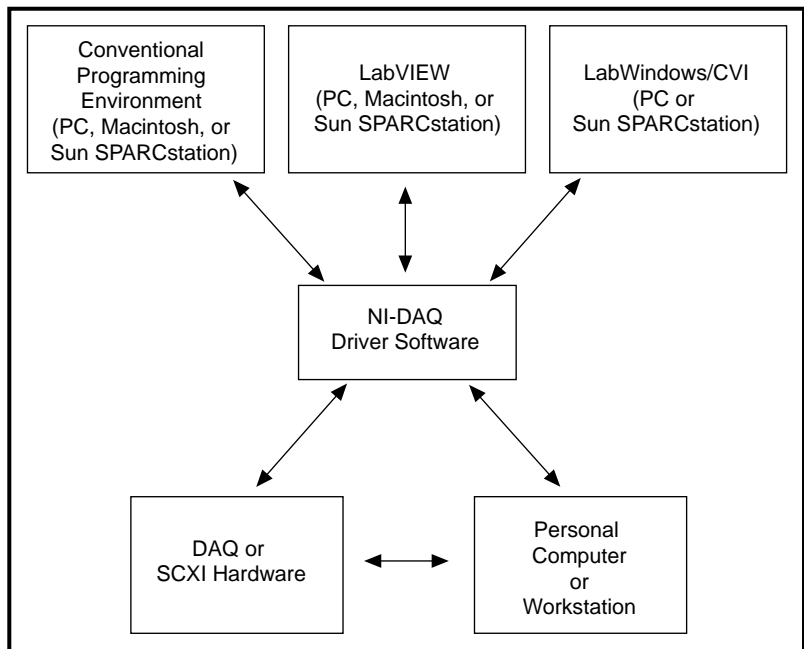 Conventional
Programming
Environment
(PC, Macintosh, or
Sun SPARCstation)
LabVIEW
(PC, Macintosh, or
Sun SPARCstation)
LabWindows/CVI
(PC or
Sun SPARCstation)
NI-DAQ
Driver Software
DAQ or
SCXI Hardware
Personal
Computer
or
Workstation